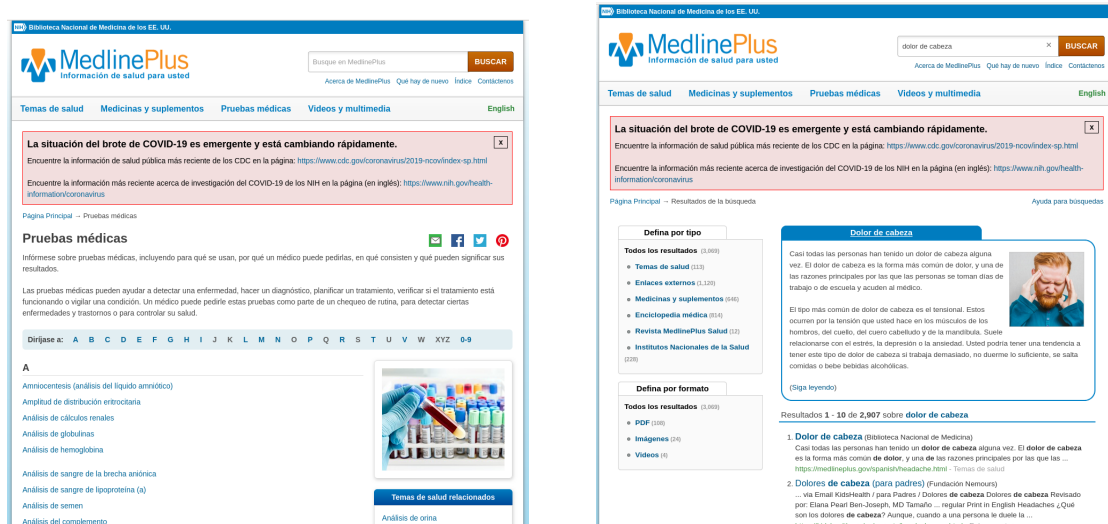 NIH Biblioteca Nacional de Medicina de los EE. UU.
MedlinePlus
Información de salud para usted
Busque en MedlinePlus
BUSCAR
Acerca de MedlinePlus Qué hay de nuevo Índice Contáctenos
Temas de salud Medicinas y suplementos Pruebas médicas Videos y multimedia English
La situación del brote de COVID-19 es emergente y está cambiando rápidamente. x
Encuentre la información de salud pública más reciente de los CDC en la página: https://www.cdc.gov/coronavirus/2019-ncov/index-sp.html
Encuentre la información más reciente acerca de investigación del COVID-19 de los NIH en la página (en inglés): https://www.nih.gov/health-
information/coronavirus
Página Principal → Pruebas médicas
Pruebas médicas
Infórmese sobre pruebas médicas, incluyendo para qué se usan, por qué un médico puede pedirlas, en qué consisten y qué pueden significar sus
resultados.
Las pruebas médicas pueden ayudar a detectar una enfermedad, hacer un diagnóstico, planificar un tratamiento, verificar si el tratamiento está
funcionando o vigilar una condición. Un médico puede pedirle estas pruebas como parte de un chequeo de rutina, para detectar ciertas
enfermedades y trastornos o para controlar su salud.
Diríjase a: A B C D E F G H I J K L M N O P Q R S T U V W XYZ 0-9
A
Amniocentesis (análisis del líquido amniótico)
Amplitud de distribución eritrocitaria
Análisis de cálculos renales
Análisis de globulinas
Análisis de hemoglobina
Análisis de sangre de la brecha aniónica
Análisis de sangre de lipoproteína (a)
Análisis de semen
Análisis del complemento
Temas de salud relacionados
Análisis de orina
NIH Biblioteca Nacional de Medicina de los EE. UU.
MedlinePlus
Información de salud para usted
dolor de cabeza ×
BUSCAR
Acerca de MedlinePlus Qué hay de nuevo Índice Contáctenos
Temas de salud Medicinas y suplementos Pruebas médicas Videos y multimedia English
La situación del brote de COVID-19 es emergente y está cambiando rápidamente. x
Encuentre la información de salud pública más reciente de los CDC en la página: https://www.cdc.gov/coronavirus/2019-ncov/index-sp.html
Encuentre la información más reciente acerca de investigación del COVID-19 de los NIH en la página (en inglés): https://www.nih.gov/health-
information/coronavirus
Página Principal → Resultados de la búsqueda
Ayuda para búsquedas
Defina por tipo
Todos los resultados (3,069)
Temas de salud (113)
Enlaces externos (1,120)
Medicinas y suplementos (646)
Enciclopedia médica (814)
Revista MedlinePlus Salud (12)
Institutos Nacionales de la Salud
(228)
Defina por formato
Todos los resultados (3,069)
PDF (108)
Imágenes (24)
Videos (4)
Dolor de cabeza
Casi todas las personas han tenido un dolor de cabeza alguna
vez. El dolor de cabeza es la forma más común de dolor, y una de
las razones principales por las que las personas se toman días de
trabajo o de escuela y acuden al médico.
El tipo más común de dolor de cabeza es el tensional. Estos
ocurren por la tensión que usted hace en los músculos de los
hombros, del cuello, del cuero cabelludo y de la mandíbula. Suele
relacionarse con el estrés, la depresión o la ansiedad. Usted podría tener una tendencia a
tener este tipo de dolor de cabeza si trabaja demasiado, no duerme lo suficiente, se salta
comidas o bebe bebidas alcohólicas.
(Siga leyendo)
Resultados 1 - 10 de 2,907 sobre dolor de cabeza
1. Dolor de cabeza (Biblioteca Nacional de Medicina)
Casi todas las personas han tenido un dolor de cabeza alguna vez. El dolor de cabeza
es la forma más común de dolor, y una de las razones principales por las que las ...
https://medlineplus.gov/spanish/headache.html - Temas de salud
2. Dolores de cabeza (para padres) (Fundación Nemours)
... via Email KidsHealth / para Padres / Dolores de cabeza Dolores de cabeza Revisado
por: Elana Pearl Ben-Joseph, MD Tamaño ... regular Print in English Headaches ¿Qué
son los dolores de cabeza? Aunque, cuando a una persona le duele la ...